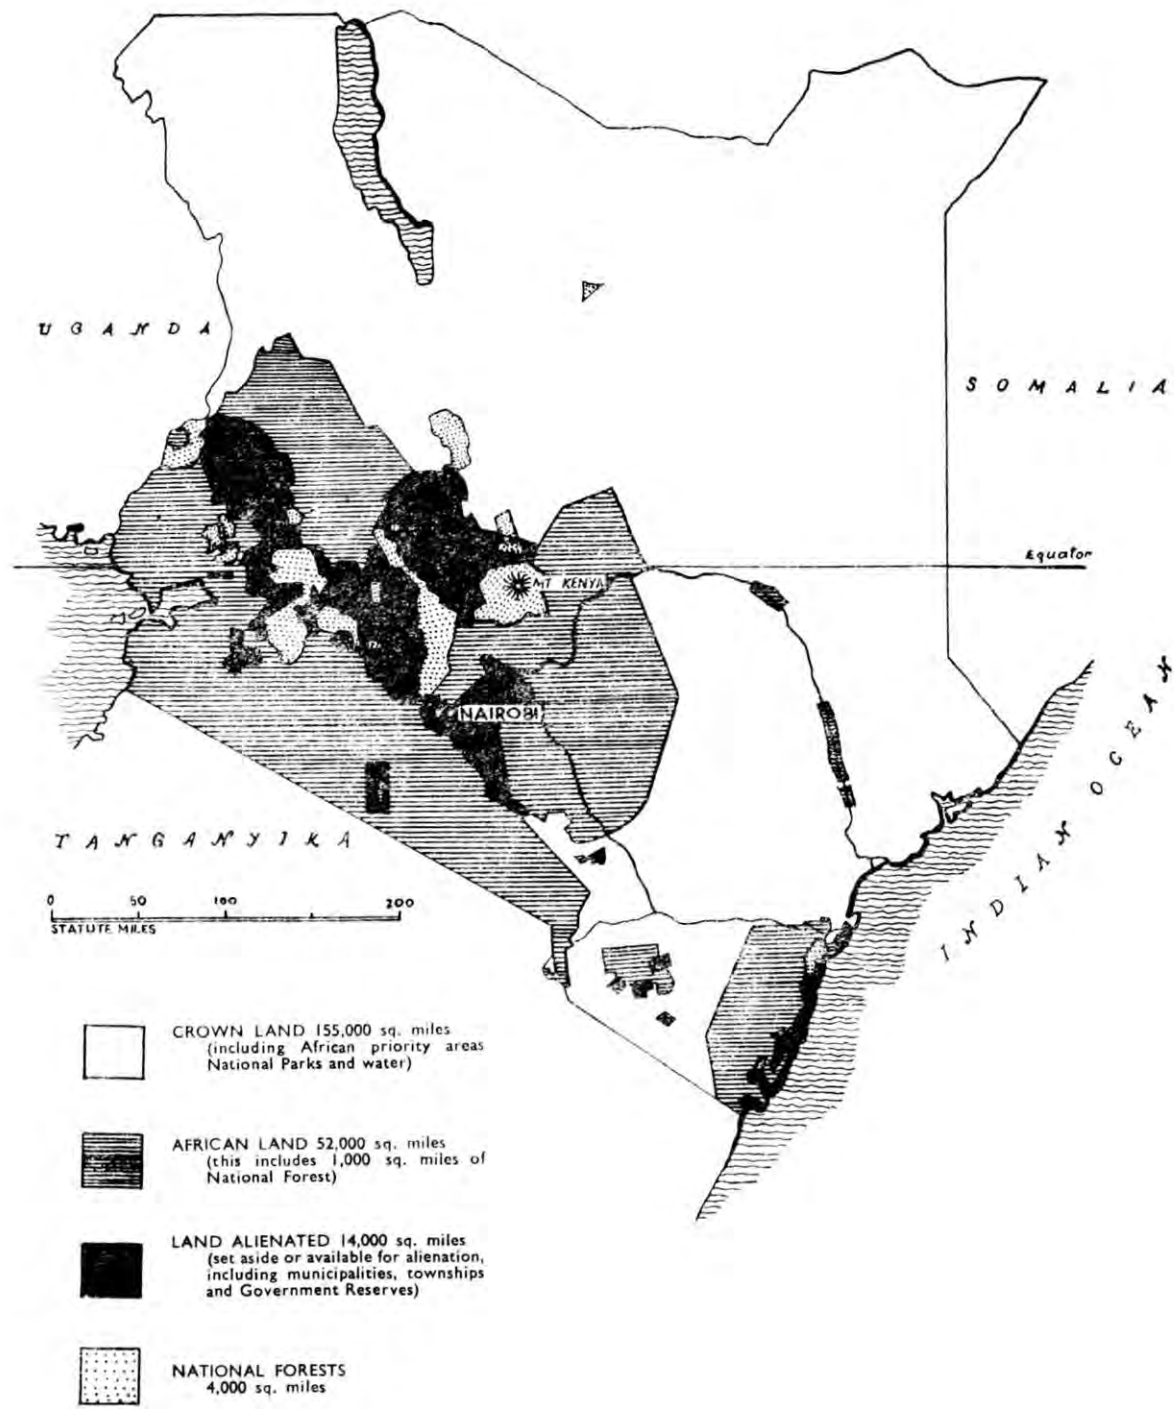 UGANDA
SOMALIA
Equator
MT KENYA
NAIROBI
INDIAN OCEAN
TANGANYIKA
0 50 100 200
STATUTE MILES
CROWN LAND 155,000 sq. miles
(including African priority areas
National Parks and water)
AFRICAN LAND 52,000 sq. miles
(this includes 1,000 sq. miles of
National Forest)
LAND ALIENATED 14,000 sq. miles
(set aside or available for alienation,
including municipalities, townships
and Government Reserves)
NATIONAL FORESTS
4,000 sq. miles